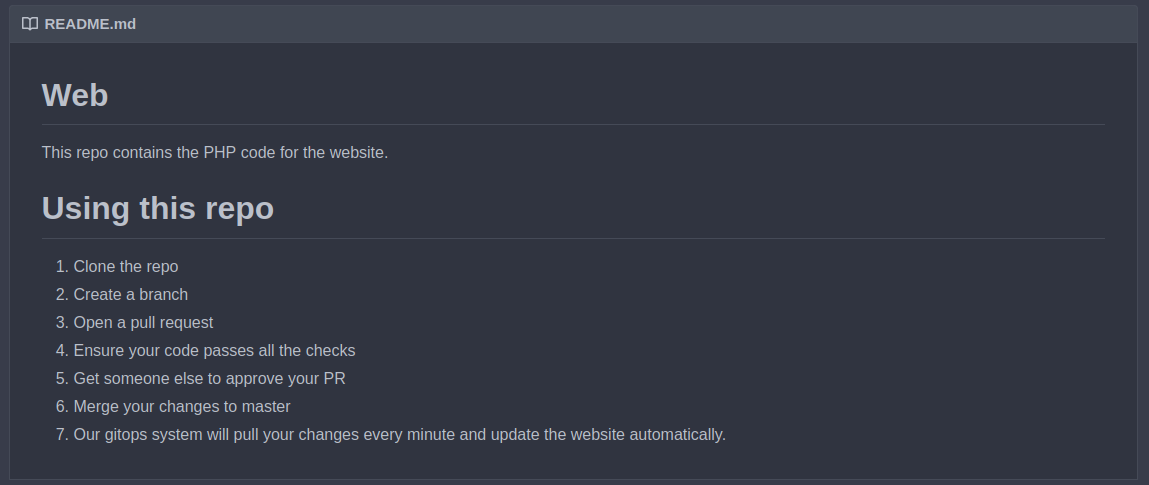 README.md
Web
This repo contains the PHP code for the website.
Using this repo
1. Clone the repo
2. Create a branch
3. Open a pull request
4. Ensure your code passes all the checks
5. Get someone else to approve your PR
6. Merge your changes to master
7. Our gitops system will pull your changes every minute and update the website automatically.